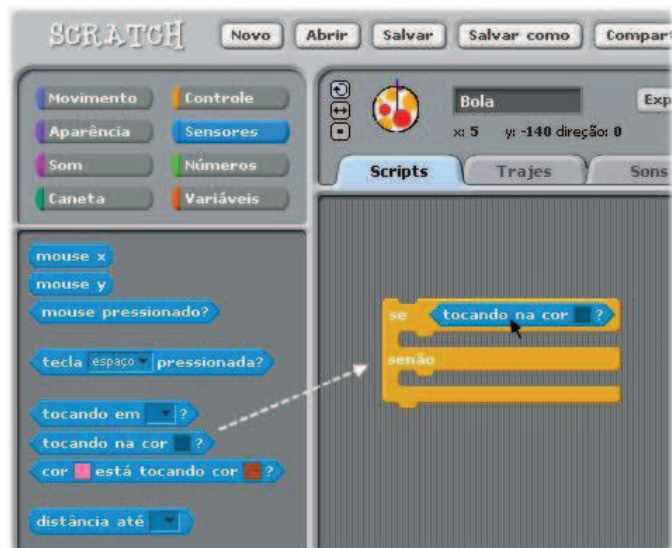 SCRATCH
Novo Abrir Salvar Salvar como Compar
Movimento Controle
Aparência Sensores
Som Números
Caneta Variáveis
Bola
Exp
x: 5 y: -140 direção: 0
Scripts Trajes Sons
mouse x
mouse y
mouse pressionado?
tecla espaço pressionada?
tocando em ?
tocando na cor ?
cor está tocando cor ?
distância até
se tocando na cor ?
senão